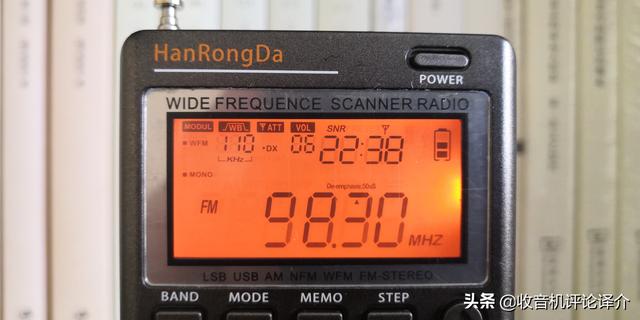 HanRongDa
POWER
WIDE FREQUENCE SCANNER RADIO
MODUL WB ATT VOL SNR
WFM 110 DX 06 22:38
KHz
MONO
De-emphase:50uS
FM 98.30 MHZ
LSB USB AM NFM WFM FM-STEREO
BAND MODE MEMO STEP
头条 @收音机评论译介